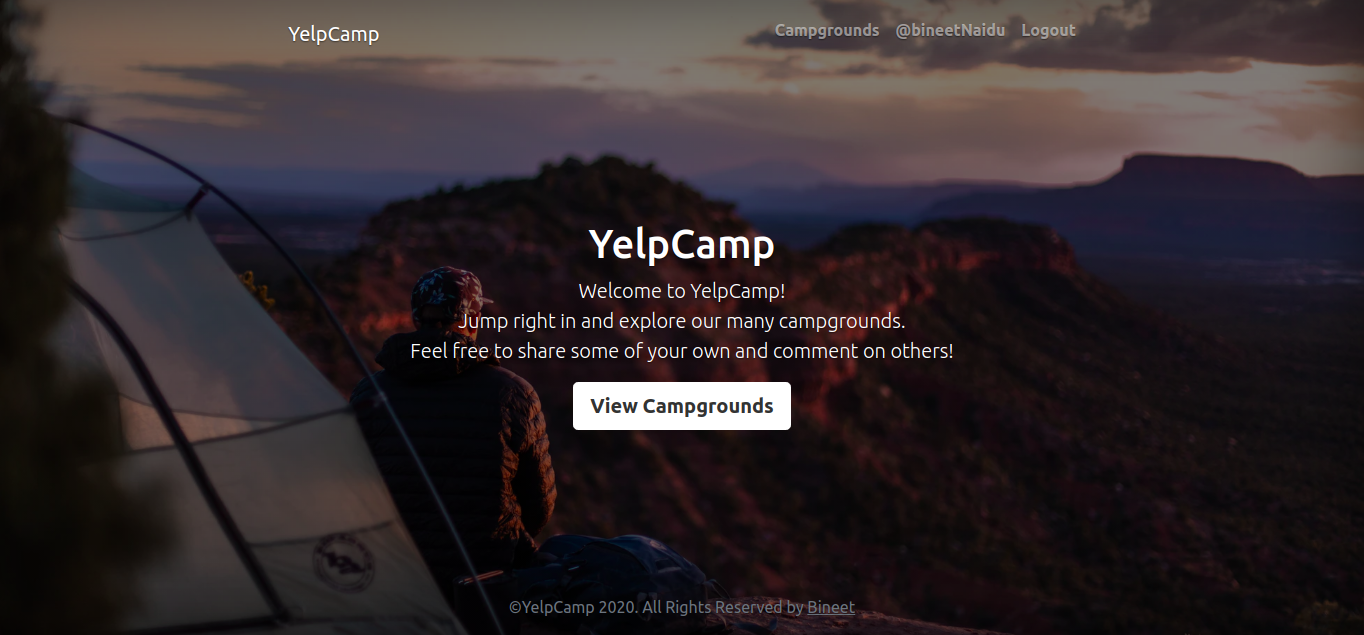 YelpCamp
Campgrounds @bineetNaidu Logout
YelpCamp
Welcome to YelpCamp!
Jump right in and explore our many campgrounds.
Feel free to share some of your own and comment on others!
View Campgrounds
©YelpCamp 2020. All Rights Reserved by Bineet